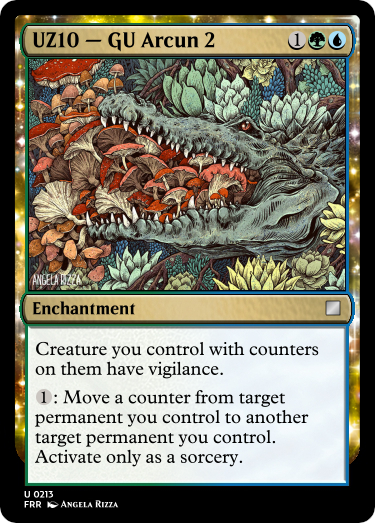 UZ10 — GU Arcun 2 1
ANGELA RIZZA
Enchantment
Creature you control with counters
on them have vigilance.
1: Move a counter from target
permanent you control to another
target permanent you control.
Activate only as a sorcery.
U 0213
FRR Angela Rizza